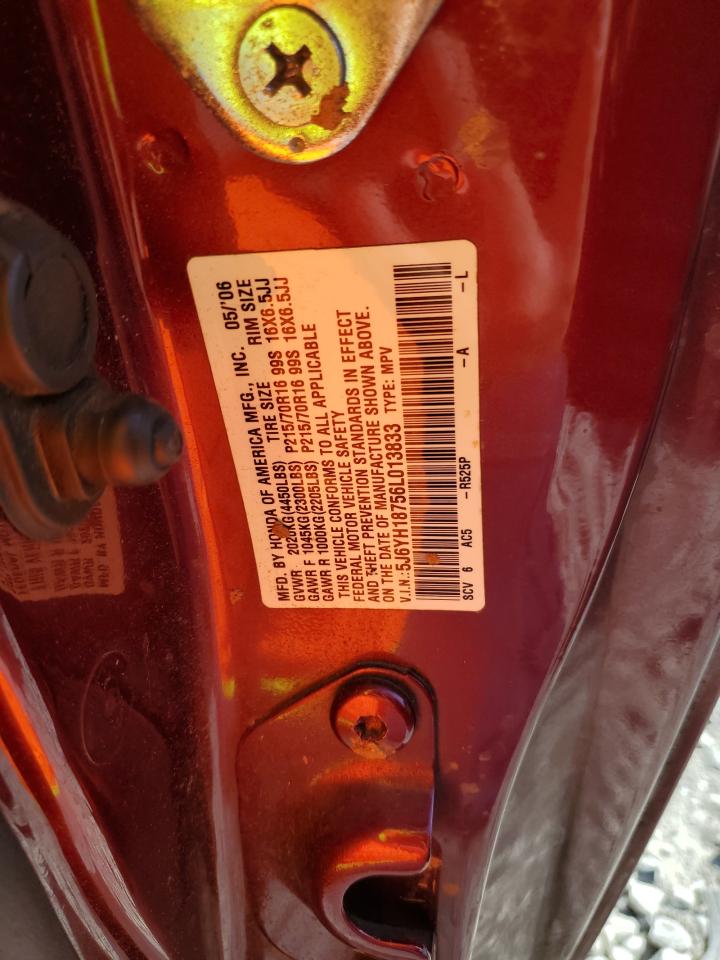 MFD. BY HONDA OF AMERICA MFG., INC. 05/'06
GVWR 2020KG(4450LBS) TIRE SIZE RIM SIZE
GAWR F 1045KG(2300LBS) P215/70R16 99S 16X6.5JJ
GAWR R 1000KG(2205LBS) P215/70R16 99S 16X6.5JJ
THIS VEHICLE CONFORMS TO ALL APPLICABLE
FEDERAL MOTOR VEHICLE SAFETY
AND THEFT PREVENTION STANDARDS IN EFFECT
ON THE DATE OF MANUFACTURE SHOWN ABOVE.
V.I.N.: 5J6YH18756L013833 TYPE: MPV
SCV 6 AC5 -R525P -A -L